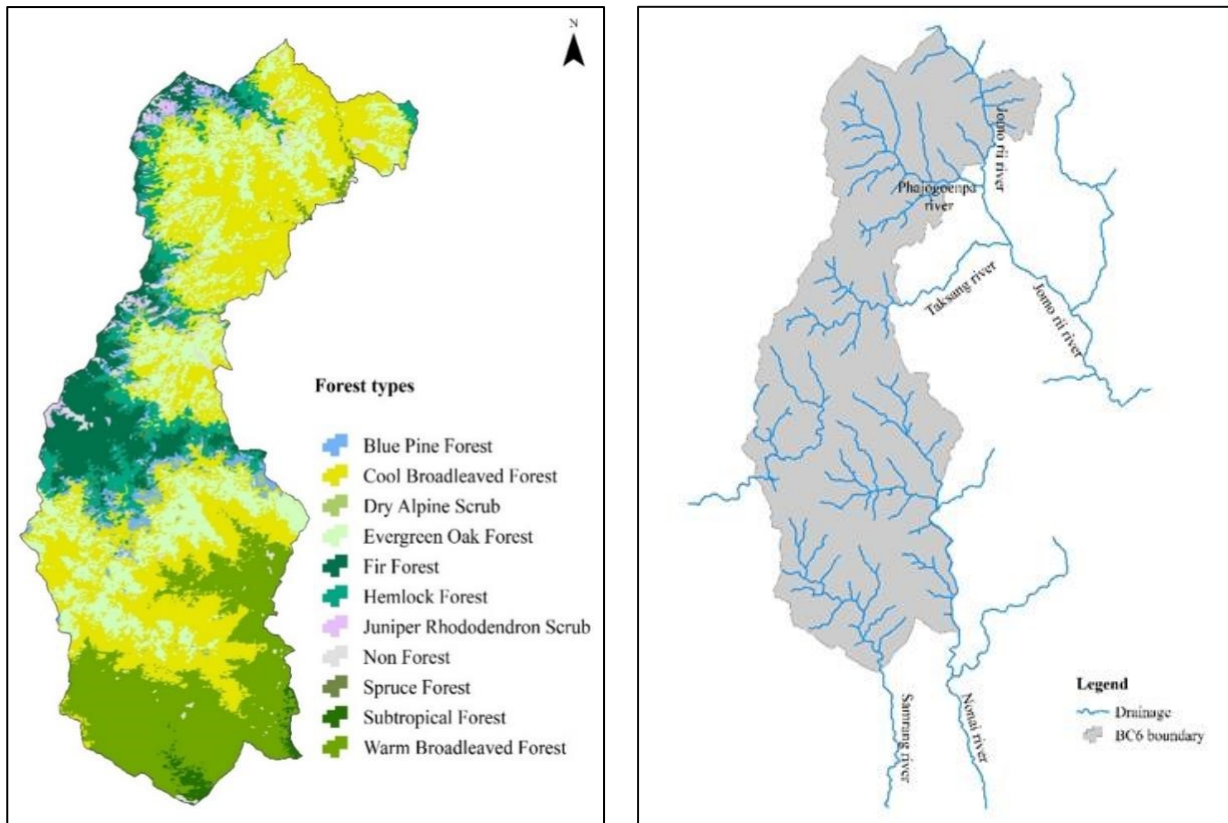 N
Forest types
Blue Pine Forest
Cool Broadleaved Forest
Dry Alpine Scrub
Evergreen Oak Forest
Fir Forest
Hemlock Forest
Juniper Rhododendron Scrub
Non Forest
Spruce Forest
Subtropical Forest
Warm Broadleaved Forest
Jomo rii river
Phajogoenpa
river
Taksang river
Jomo rii river
Samrang river
Nonai river
Legend
Drainage
BC6 boundary